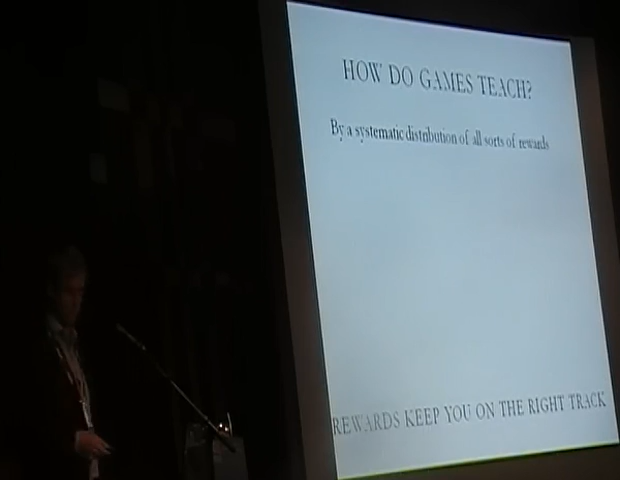 HOW DO GAMES TEACH?
By a systematic distribution of all sorts of rewards
REWARDS KEEP YOU ON THE RIGHT TRACK